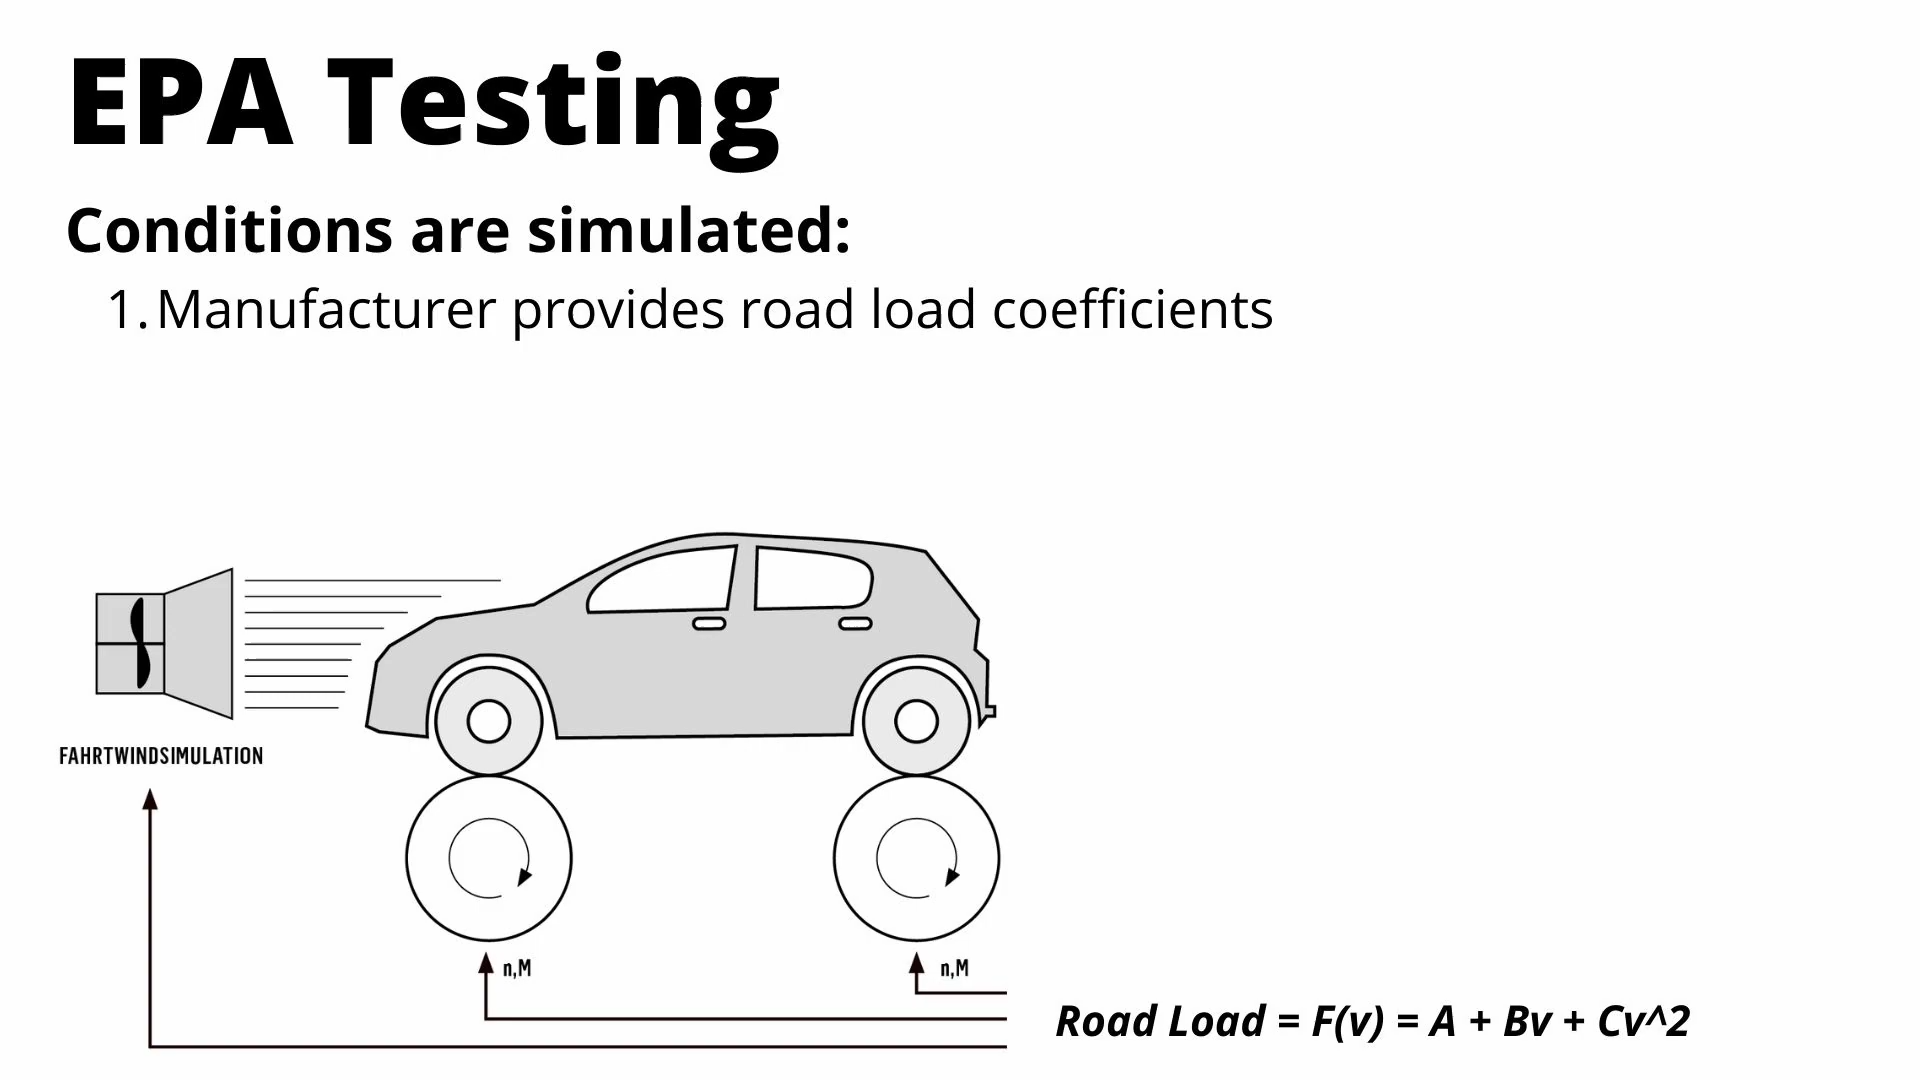 EPA Testing
Conditions are simulated:
1. Manufacturer provides road load coefficients
FAHRTWINDSIMULATION
n,M
n,M
Road Load = F(v) = A + Bv + Cv^2